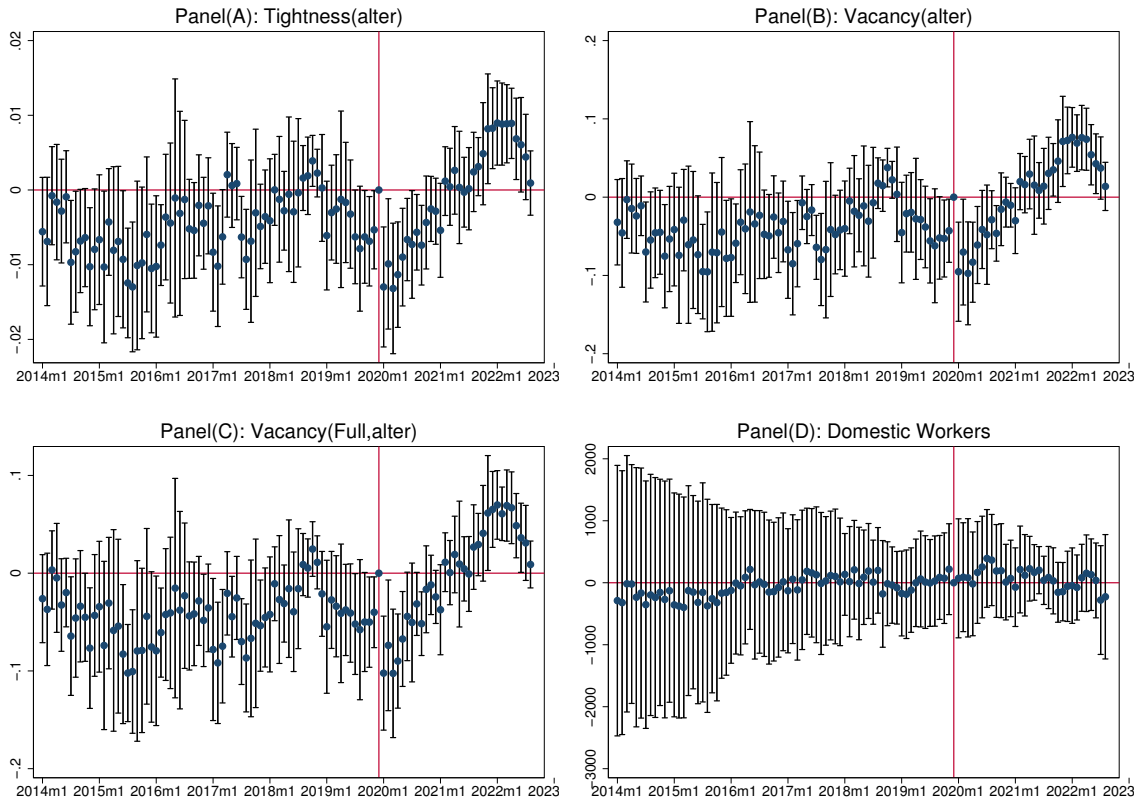 Panel(A): Tightness(alter)
.02
.01
0
-.01
-.02
2014m1 2015m1 2016m1 2017m1 2018m1 2019m1 2020m1 2021m1 2022m1 2023
Panel(B): Vacancy(alter)
.2
.1
0
-.1
-.2
2014m1 2015m1 2016m1 2017m1 2018m1 2019m1 2020m1 2021m1 2022m1 2023
Panel(C): Vacancy(Full,alter)
.1
0
-.1
-.2
2014m1 2015m1 2016m1 2017m1 2018m1 2019m1 2020m1 2021m1 2022m1 2023
Panel(D): Domestic Workers
2000
1000
0
-1000
-2000
-3000
2014m1 2015m1 2016m1 2017m1 2018m1 2019m1 2020m1 2021m1 2022m1 2023